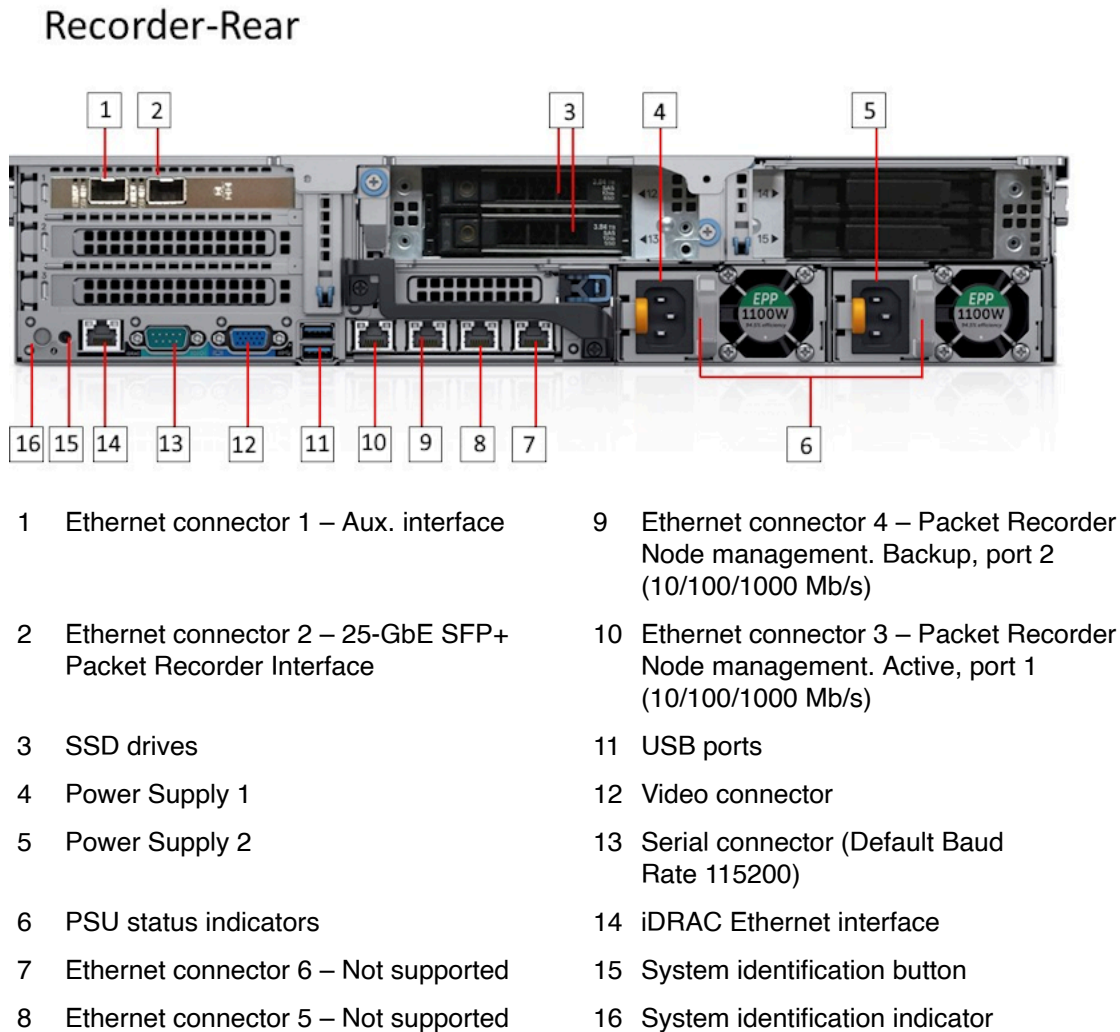 Recorder-Rear
1 2 3 4 5
12 14
13 15
EPP EPP
1100W 1100W
16 15 14 13 12 11 10 9 8 7 6
1 Ethernet connector 1 – Aux. interface
2 Ethernet connector 2 – 25-GbE SFP+
Packet Recorder Interface
3 SSD drives
4 Power Supply 1
5 Power Supply 2
6 PSU status indicators
7 Ethernet connector 6 – Not supported
8 Ethernet connector 5 – Not supported
9 Ethernet connector 4 – Packet Recorder
Node management. Backup, port 2
(10/100/1000 Mb/s)
10 Ethernet connector 3 – Packet Recorder
Node management. Active, port 1
(10/100/1000 Mb/s)
11 USB ports
12 Video connector
13 Serial connector (Default Baud
Rate 115200)
14 iDRAC Ethernet interface
15 System identification button
16 System identification indicator